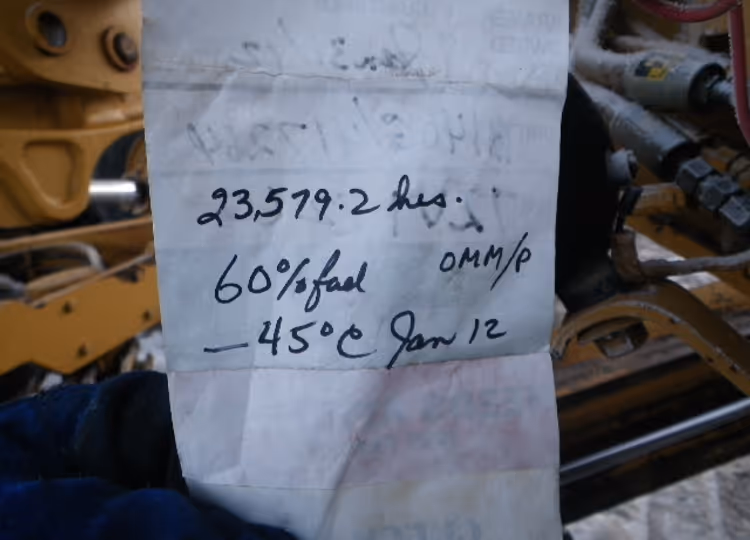 23,579.2 hrs.
60% fuel OMM/P
-45°C Jan 12